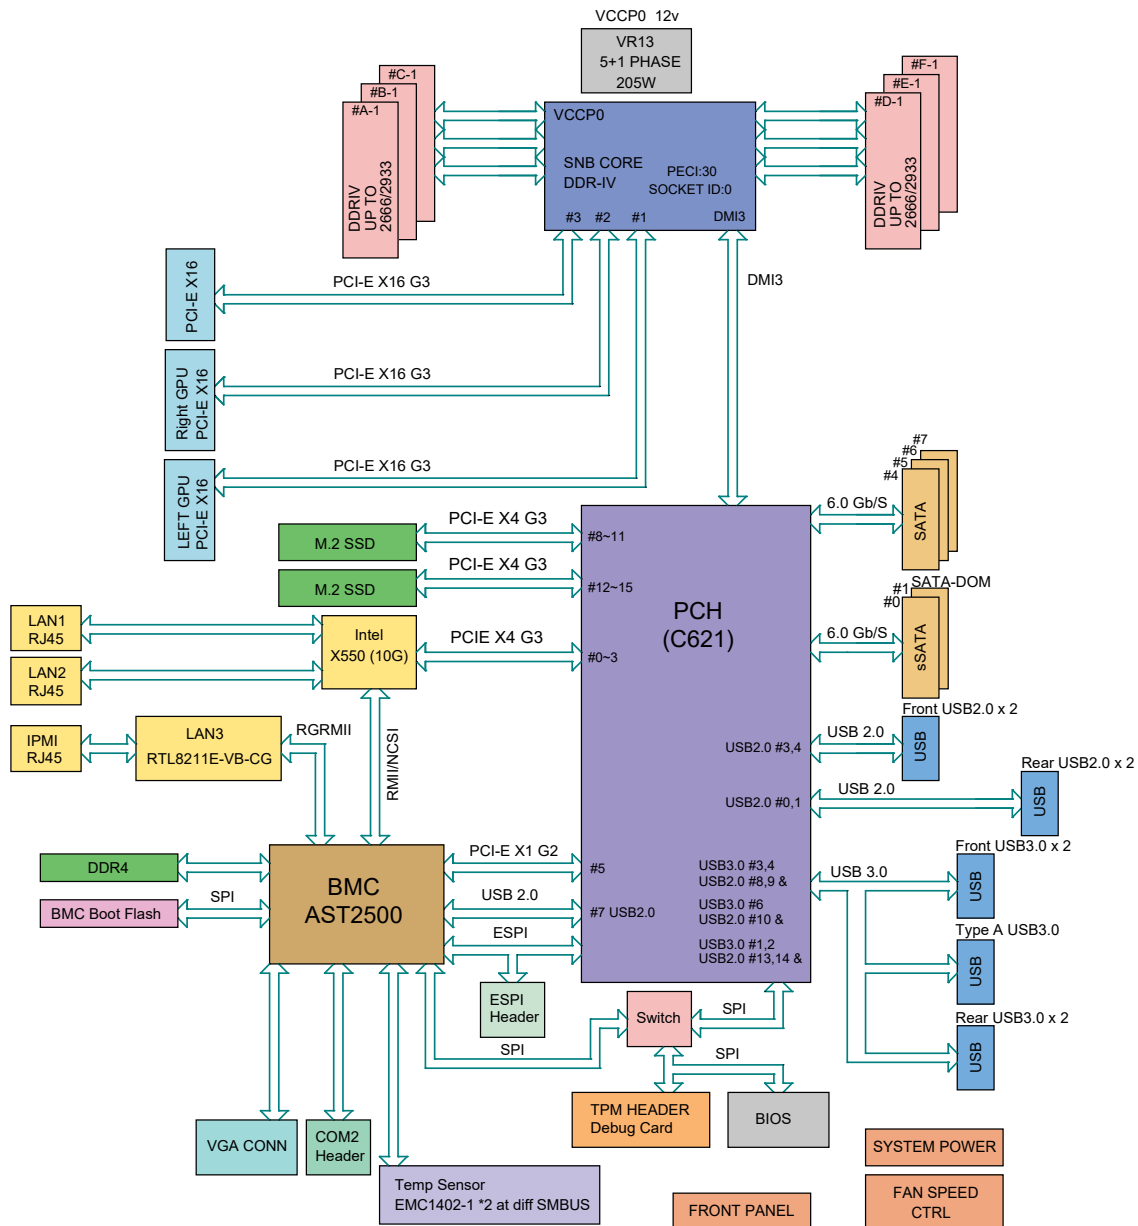 VCCP0 12v
VR13
5+1 PHASE
205W
#C-1
#B-1
#A-1
DDRIV
UP TO
2666/2933
#F-1
#E-1
#D-1
DDRIV
UP TO
2666/2933
VCCP0
SNB CORE
DDR-IV
PECI:30
SOCKET ID:0
#3
#2
#1
DMI3
DMI3
PCI-E X16
PCI-E X16 G3
Right GPU
PCI-E X16
PCI-E X16 G3
LEFT GPU
PCI-E X16
PCI-E X16 G3
M.2 SSD
PCI-E X4 G3
#8~11
M.2 SSD
PCI-E X4 G3
#12~15
PCH
(C621)
#7
#6
#5
#4
6.0 Gb/S
SATA
SATA-DOM
#1
#0
6.0 Gb/S
sSATA
LAN1
RJ45
LAN2
RJ45
Intel
X550 (10G)
PCIE X4 G3
#0~3
IPMI
RJ45
LAN3
RTL8211E-VB-CG
RGRMII
RMII/NCSI
Front USB2.0 x 2
USB2.0 #3,4
USB 2.0
USB
Rear USB2.0 x 2
USB2.0 #0,1
USB 2.0
USB
DDR4
BMC Boot Flash
SPI
BMC
AST2500
PCI-E X1 G2
#5
USB 2.0
#7 USB2.0
ESPI
ESPI
Header
USB3.0 #3,4
USB2.0 #8,9 &
USB3.0 #6
USB2.0 #10 &
USB3.0 #1,2
USB2.0 #13,14 &
USB 3.0
Front USB3.0 x 2
USB
Type A USB3.0
USB
Rear USB3.0 x 2
USB
Switch
SPI
SPI
SPI
TPM HEADER
Debug Card
BIOS
VGA CONN
COM2
Header
Temp Sensor
EMC1402-1 *2 at diff SMBUS
SYSTEM POWER
FAN SPEED
CTRL
FRONT PANEL